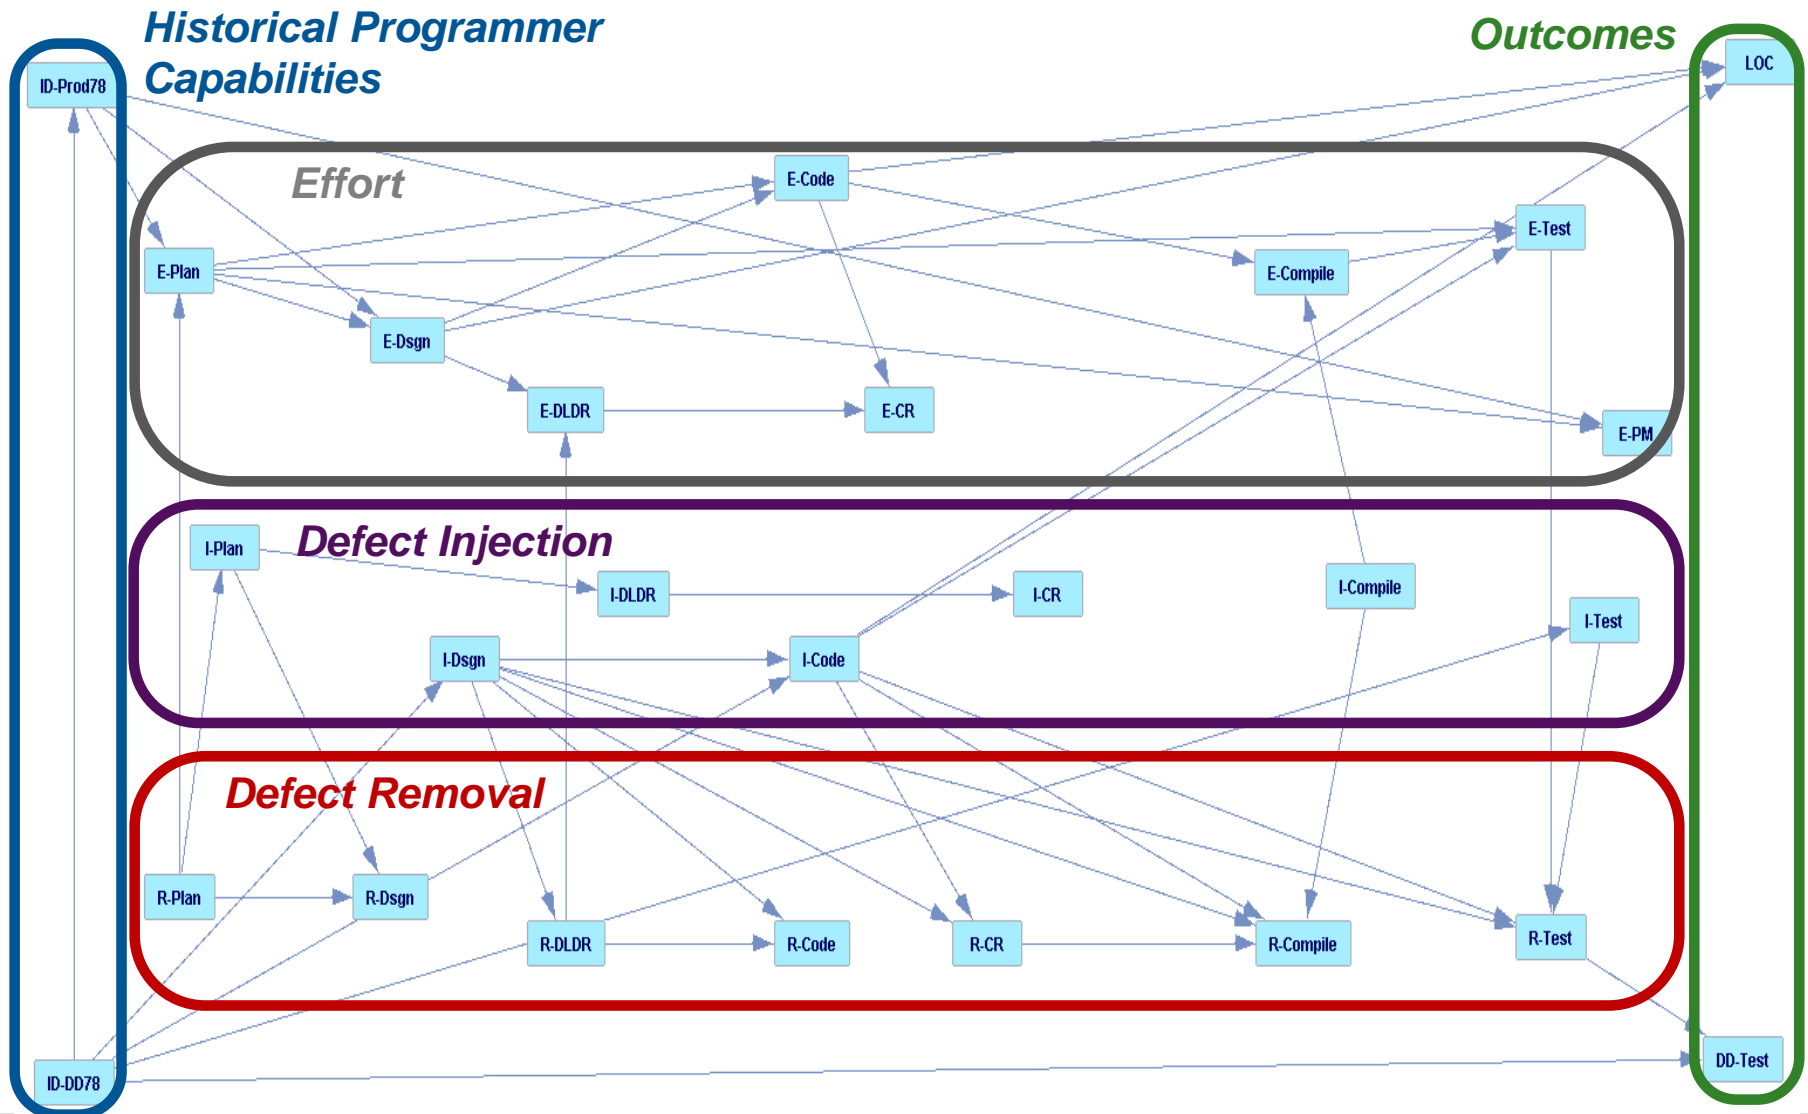 Historical Programmer
Capabilities
Outcomes
ID-Prod78
LOC
Effort
E-Code
E-Test
E-Plan
E-Compile
E-Dsgn
E-DLDR
E-CR
E-PM
Defect Injection
I-Plan
I-DLDR
I-CR
I-Compile
I-Test
I-Dsgn
I-Code
Defect Removal
R-Plan
R-Dsgn
R-DLDR
R-Code
R-CR
R-Compile
R-Test
ID-DD78
DD-Test